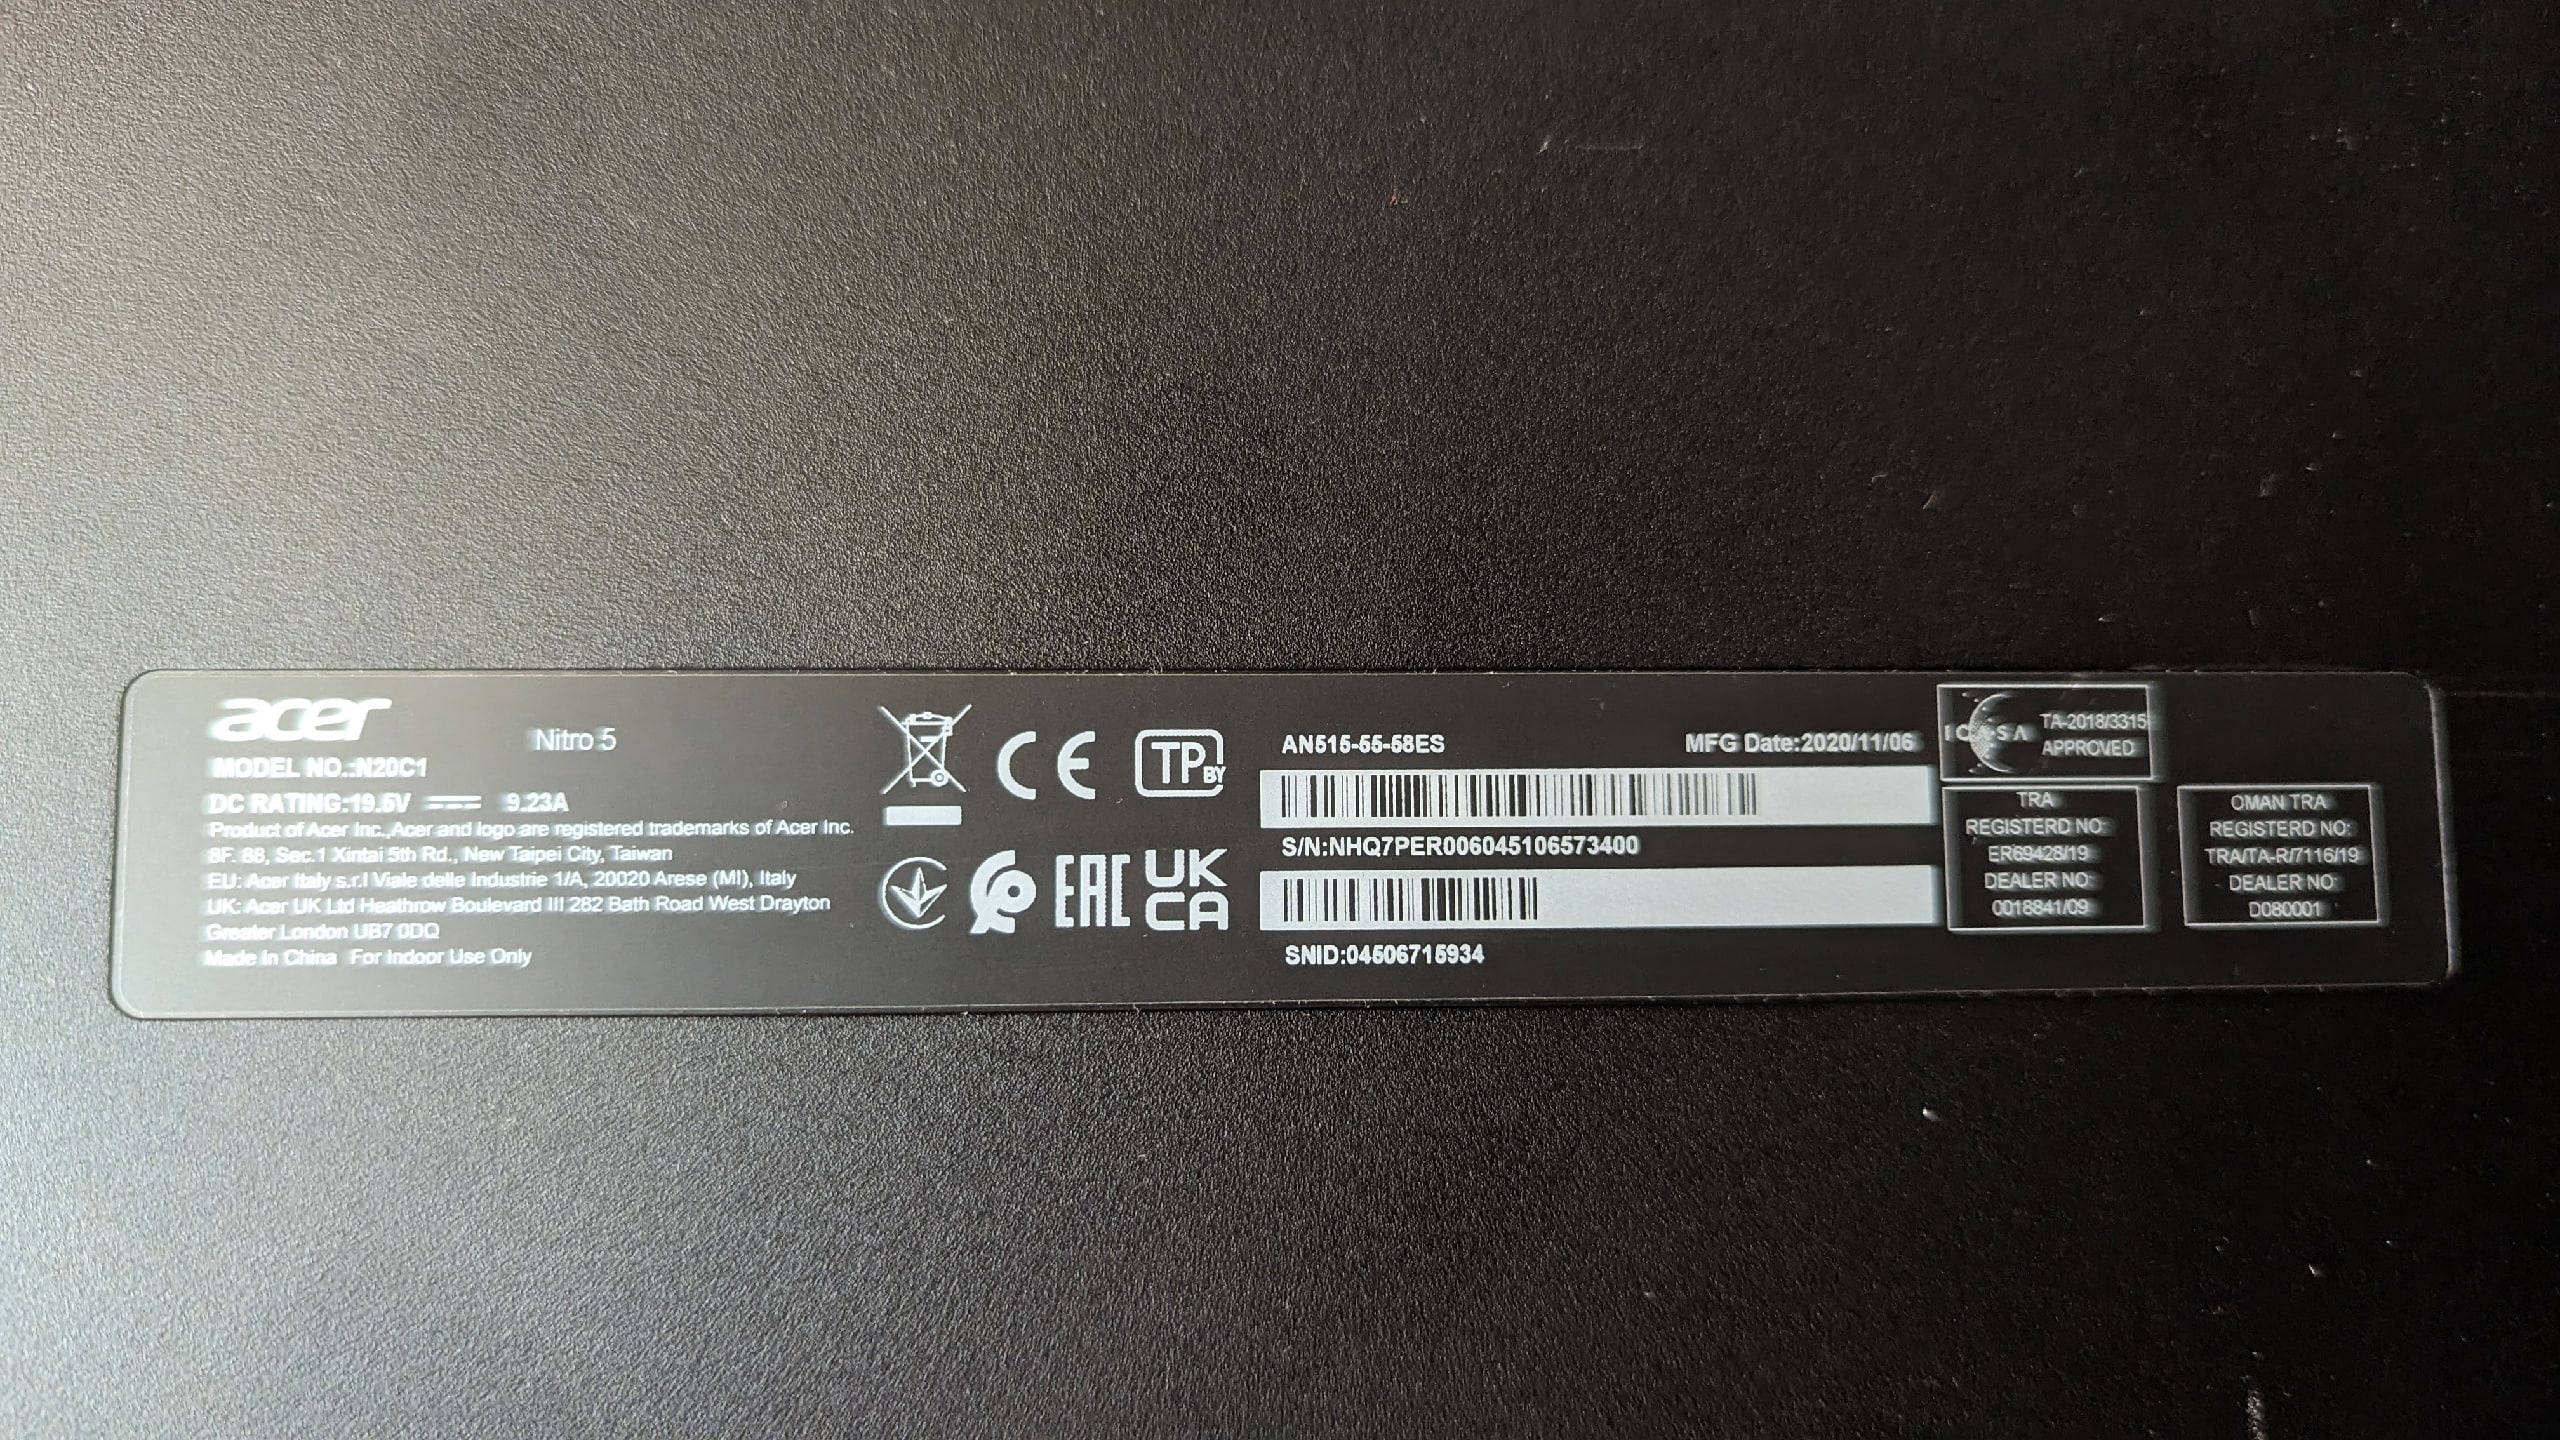 acer
Nitro 5
MODEL NO.:N20C1
DC RATING:19.5V 9.23A
Product of Acer Inc.,Acer and logo are registered trademarks of Acer Inc.
8F. 88, Sec.1 Xintai 5th Rd., New Taipei City, Taiwan
EU: Acer Italy s.r.l Viale delle Industrie 1/A, 20020 Arese (MI), Italy
UK: Acer UK Ltd Heathrow Boulevard III 282 Bath Road West Drayton
Greater London UB7 0DQ
Made In China For Indoor Use Only
CE
TP BY
EAC
UK
CA
AN515-55-58ES
MFG Date:2020/11/06
S/N:NHQ7PER006045106573400
SNID:04506715934
ICASA
TA-2018/3315
APPROVED
TRA
REGISTERD NO:
ER69428/19
DEALER NO:
0018841/09
OMAN TRA
REGISTERD NO:
TRA/TA-R/7116/19
DEALER NO:
D080001